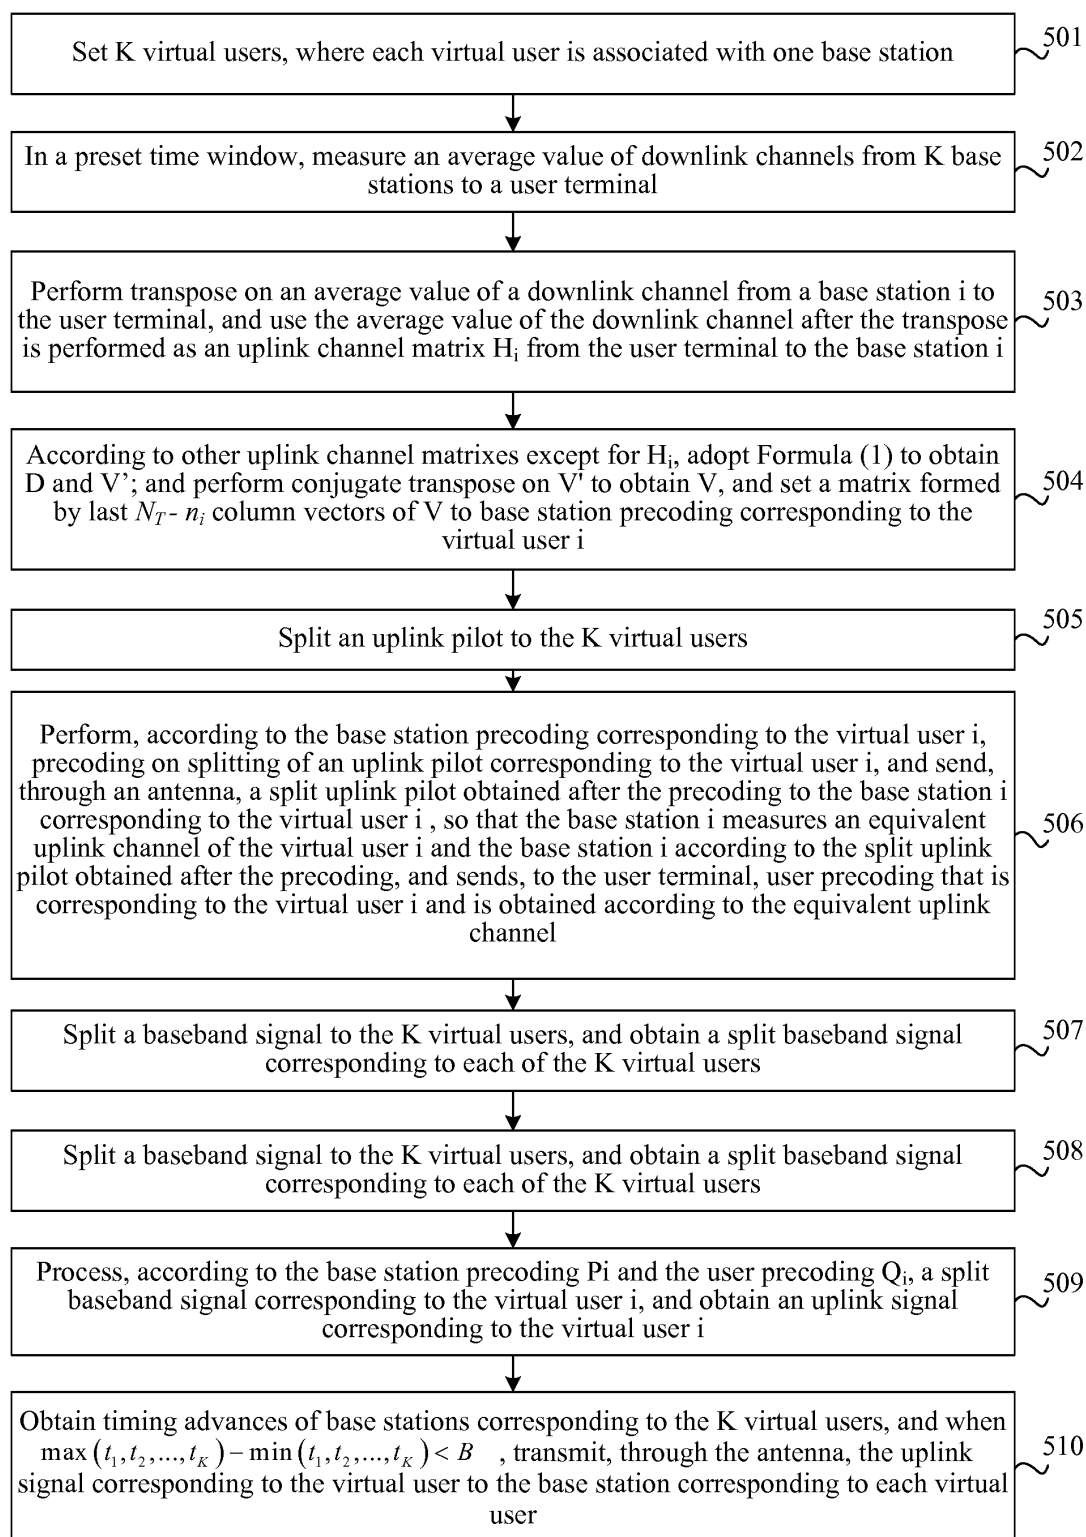 Set K virtual users, where each virtual user is associated with one base station
501
In a preset time window, measure an average value of downlink channels from K base
stations to a user terminal
502
Perform transpose on an average value of a downlink channel from a base station i to
the user terminal, and use the average value of the downlink channel after the transpose
is performed as an uplink channel matrix Hi from the user terminal to the base station i
503
According to other uplink channel matrixes except for Hi, adopt Formula (1) to obtain
D and V’; and perform conjugate transpose on V' to obtain V, and set a matrix formed
by last NT - ni column vectors of V to base station precoding corresponding to the
virtual user i
504
Split an uplink pilot to the K virtual users
505
Perform, according to the base station precoding corresponding to the virtual user i,
precoding on splitting of an uplink pilot corresponding to the virtual user i, and send,
through an antenna, a split uplink pilot obtained after the precoding to the base station i
corresponding to the virtual user i , so that the base station i measures an equivalent
uplink channel of the virtual user i and the base station i according to the split uplink
pilot obtained after the precoding, and sends, to the user terminal, user precoding that is
corresponding to the virtual user i and is obtained according to the equivalent uplink
channel
506
Split a baseband signal to the K virtual users, and obtain a split baseband signal
corresponding to each of the K virtual users
507
Split a baseband signal to the K virtual users, and obtain a split baseband signal
corresponding to each of the K virtual users
508
Process, according to the base station precoding Pi and the user precoding Qi, a split
baseband signal corresponding to the virtual user i, and obtain an uplink signal
corresponding to the virtual user i
509
Obtain timing advances of base stations corresponding to the K virtual users, and when
max(t1,t2,...,tK)−min(t1,t2,...,tK)<B , transmit, through the antenna, the uplink
signal corresponding to the virtual user to the base station corresponding to each virtual
user
510